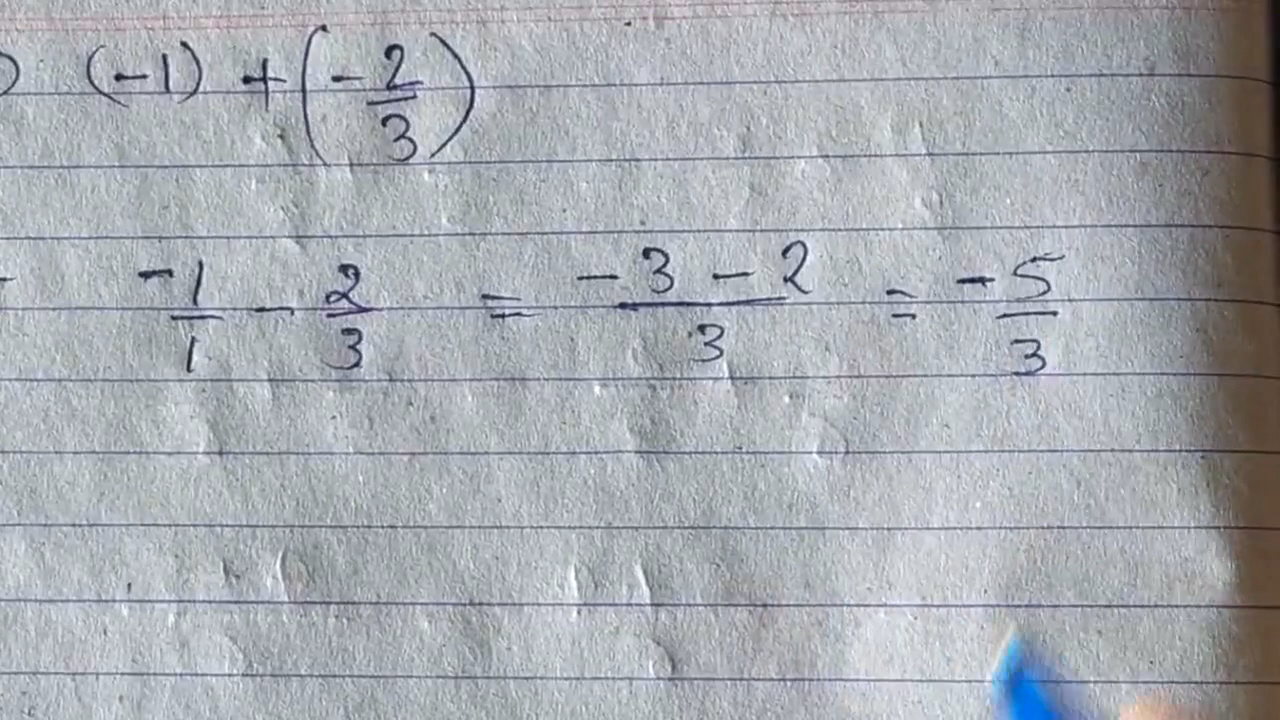 ) (-1) + (-2/3)
-1/1 - 2/3 = -3-2/3 = -5/3